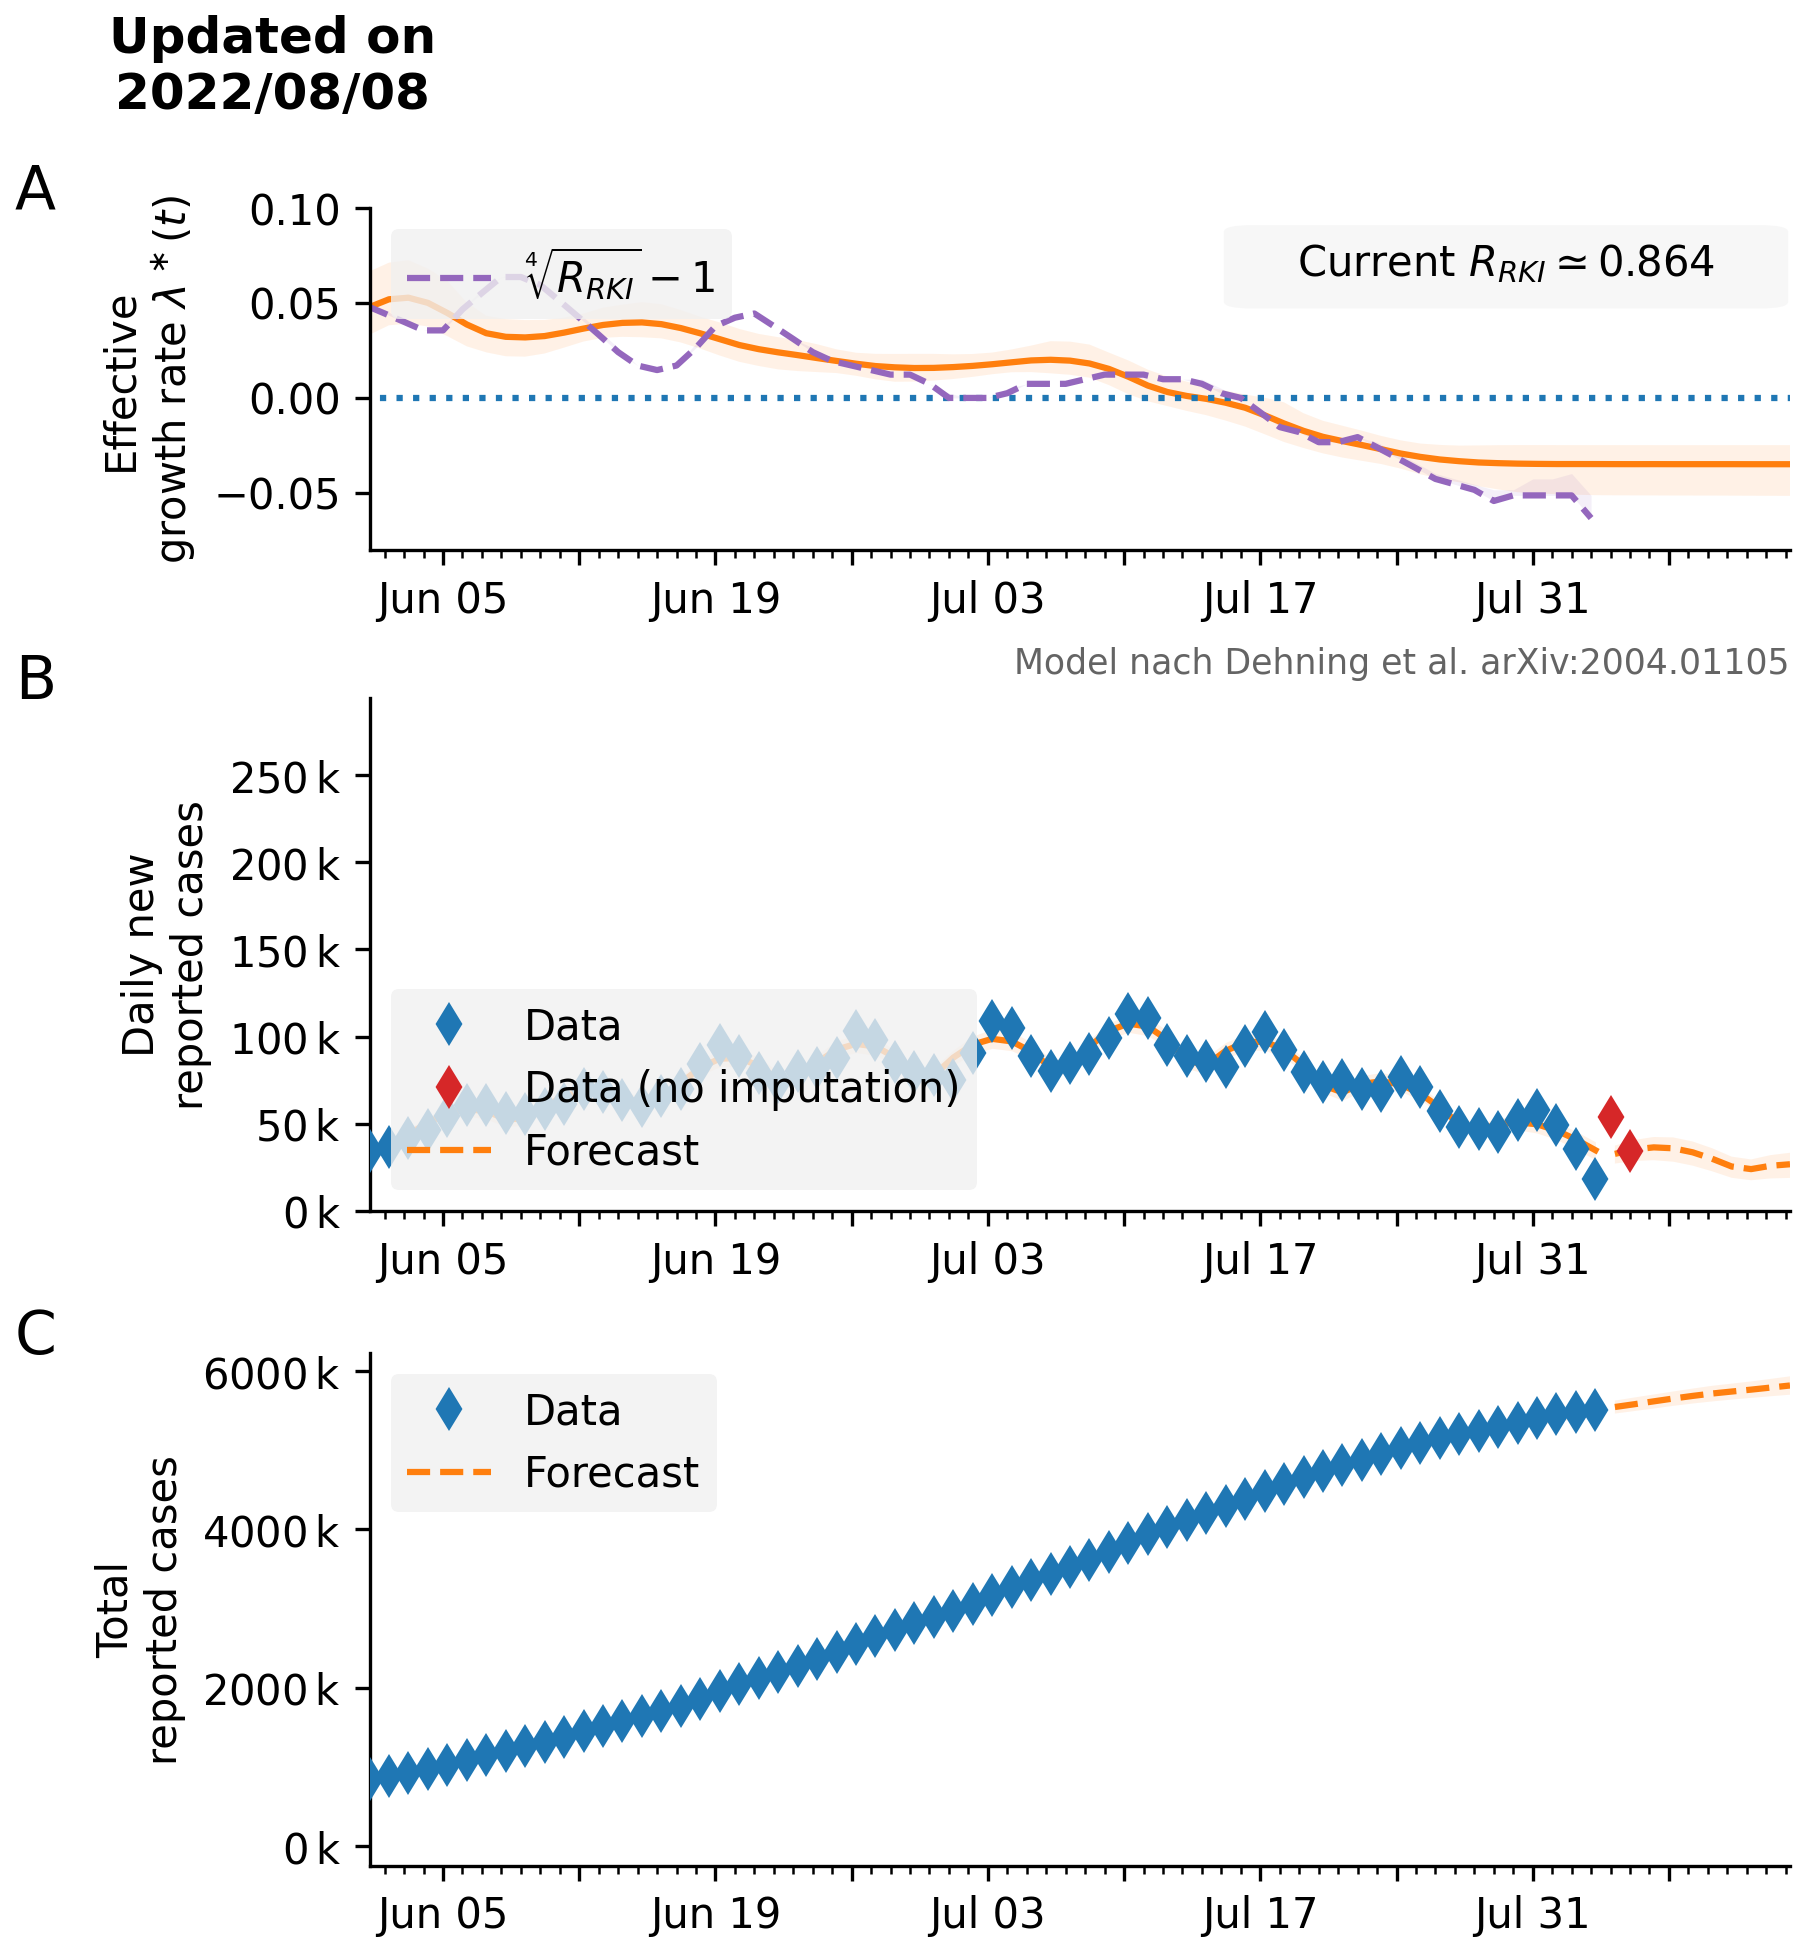 Updated on
2022/08/08
A
Effective
growth rate λ * (t)
0.10
0.05
0.00
−0.05
∜R_RKI − 1
Current R_RKI ≃ 0.864
Jun 05
Jun 19
Jul 03
Jul 17
Jul 31
Model nach Dehning et al. arXiv:2004.01105
B
Daily new
reported cases
250 k
200 k
150 k
100 k
50 k
0 k
Data
Data (no imputation)
Forecast
Jun 05
Jun 19
Jul 03
Jul 17
Jul 31
C
Total
reported cases
6000 k
4000 k
2000 k
0 k
Data
Forecast
Jun 05
Jun 19
Jul 03
Jul 17
Jul 31